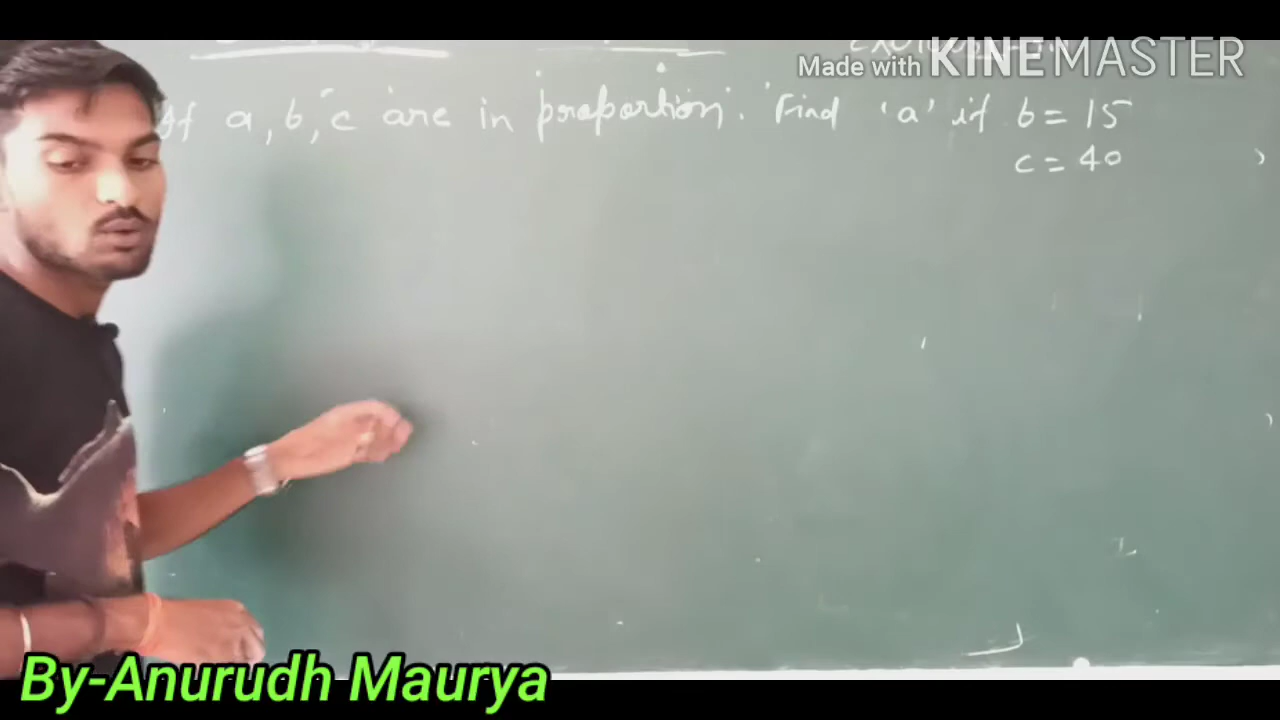 Made with KINEMASTER
If a, b, c are in proportion. Find 'a' if b = 15
c = 40
By-Anurudh Maurya